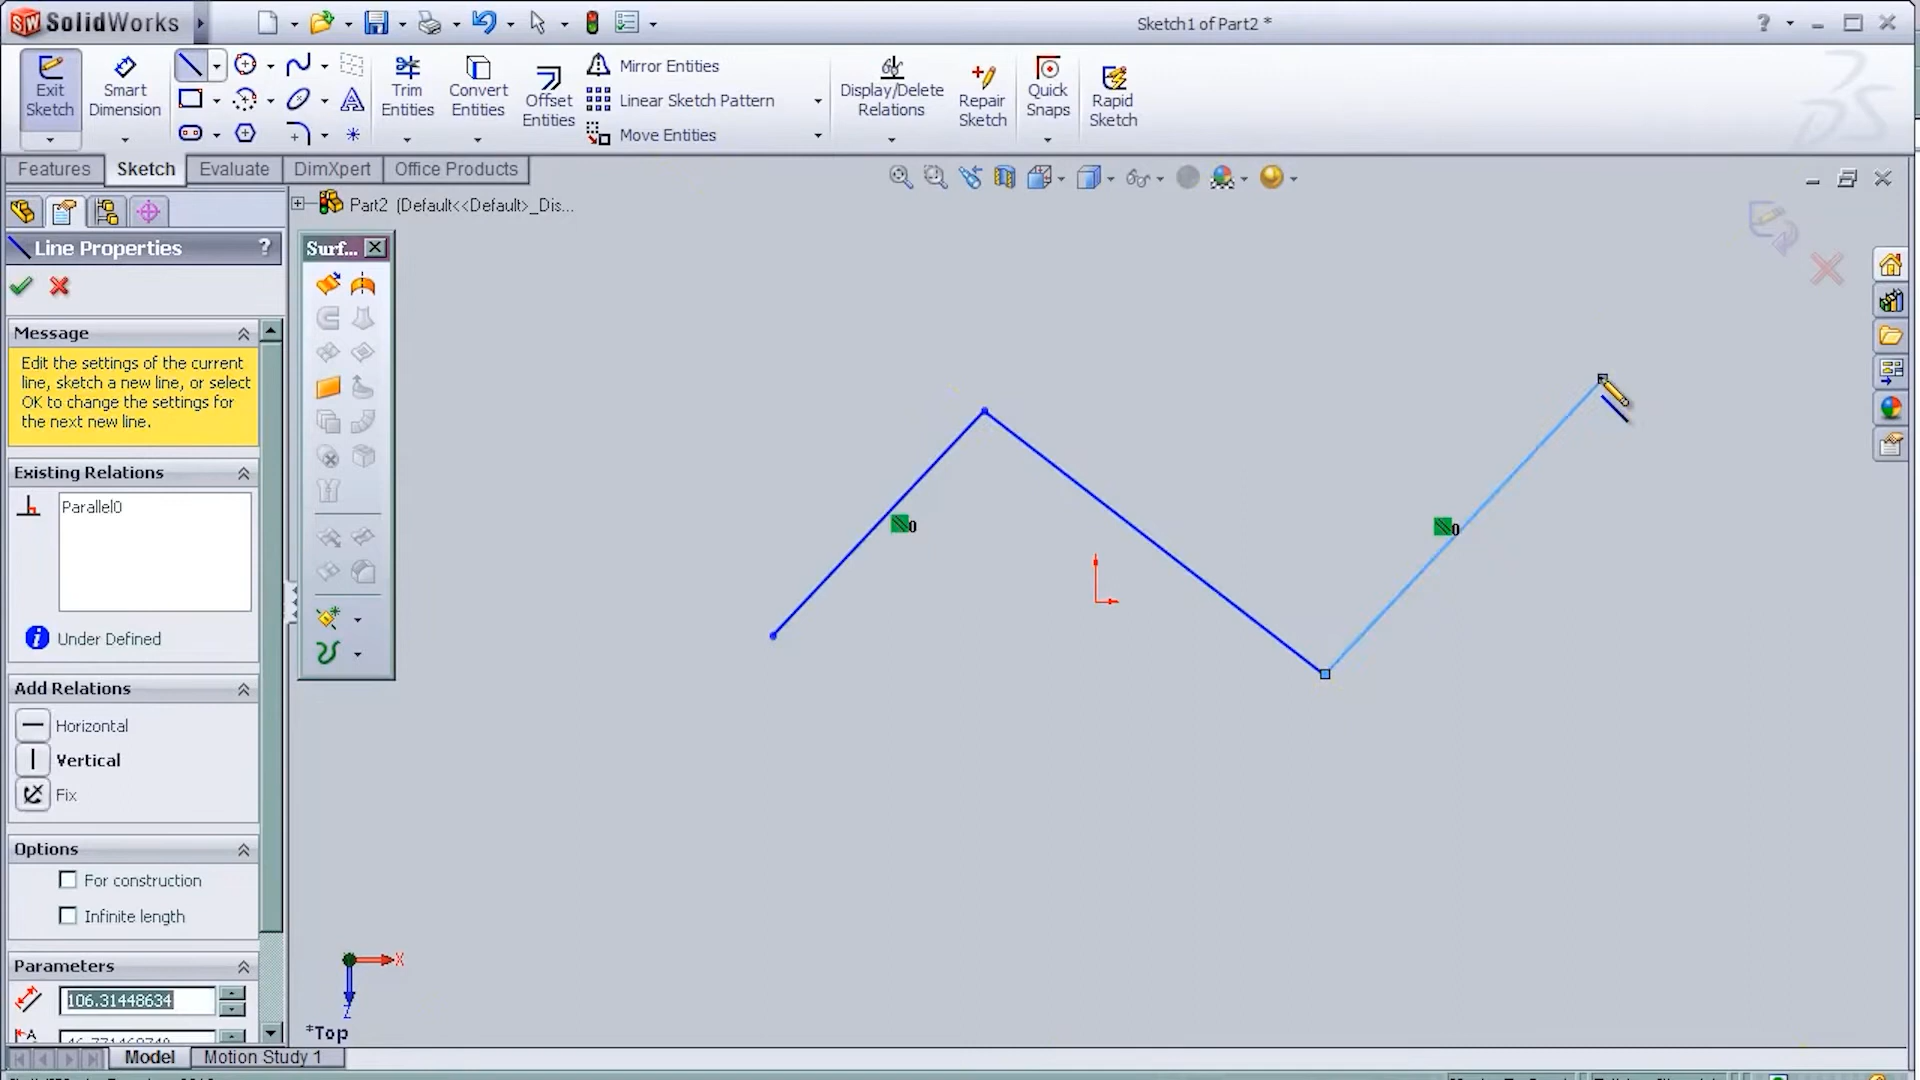 SolidWorks
Sketch1 of Part2 *
Exit Sketch
Smart Dimension
Trim Entities
Convert Entities
Offset Entities
Mirror Entities
Linear Sketch Pattern
Move Entities
Display/Delete Relations
Repair Sketch
Quick Snaps
Rapid Sketch
Features
Sketch
Evaluate
DimXpert
Office Products
Part2 (Default<<Default>_Dis...
Line Properties
?
Surf...
Message
Edit the settings of the current
line, sketch a new line, or select
OK to change the settings for
the next new line.
Existing Relations
Parallel0
Under Defined
Add Relations
Horizontal
Vertical
Fix
Options
For construction
Infinite length
Parameters
106.31448634
0
0
X
Z
*Top
Model
Motion Study 1